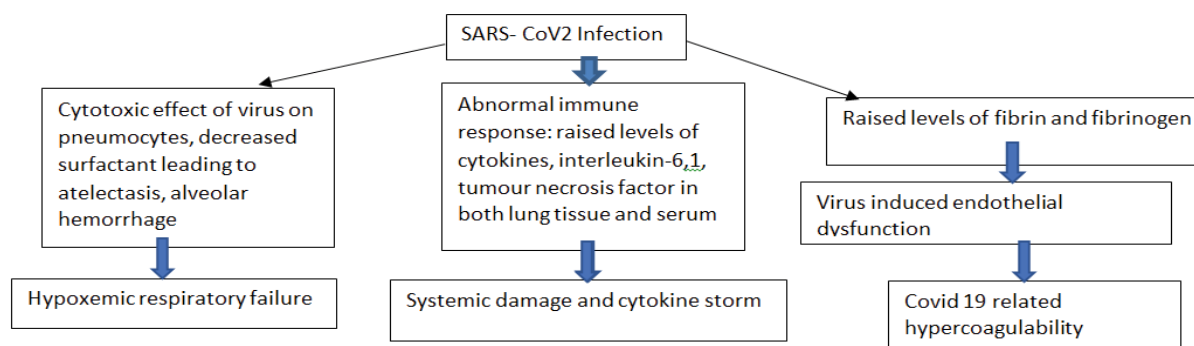 SARS- CoV2 Infection
Cytotoxic effect of virus on
pneumocytes, decreased
surfactant leading to
atelectasis, alveolar
hemorrhage
Abnormal immune
response: raised levels of
cytokines, interleukin-6,1,
tumour necrosis factor in
both lung tissue and serum
Raised levels of fibrin and fibrinogen
Virus induced endothelial
dysfunction
Hypoxemic respiratory failure
Systemic damage and cytokine storm
Covid 19 related
hypercoagulability